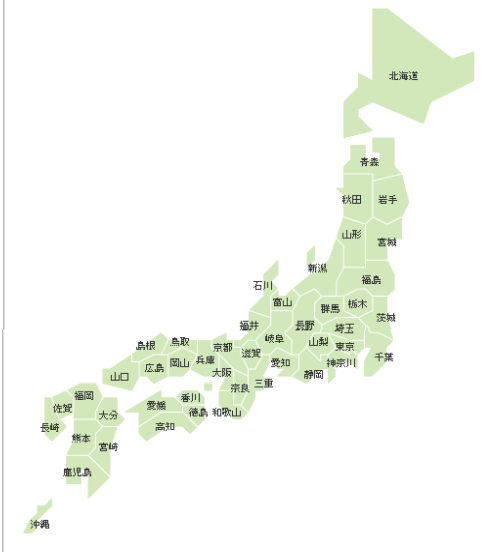 北海道
青森
秋田
岩手
山形
宮城
新潟
福島
石川
富山
群馬
栃木
茨城
福井
岐阜
長野
埼玉
山梨
東京
千葉
神奈川
静岡
愛知
滋賀
京都
兵庫
大阪
奈良
三重
和歌山
鳥取
島根
岡山
広島
山口
香川
愛媛
徳島
高知
福岡
佐賀
大分
長崎
熊本
宮崎
鹿児島
沖縄